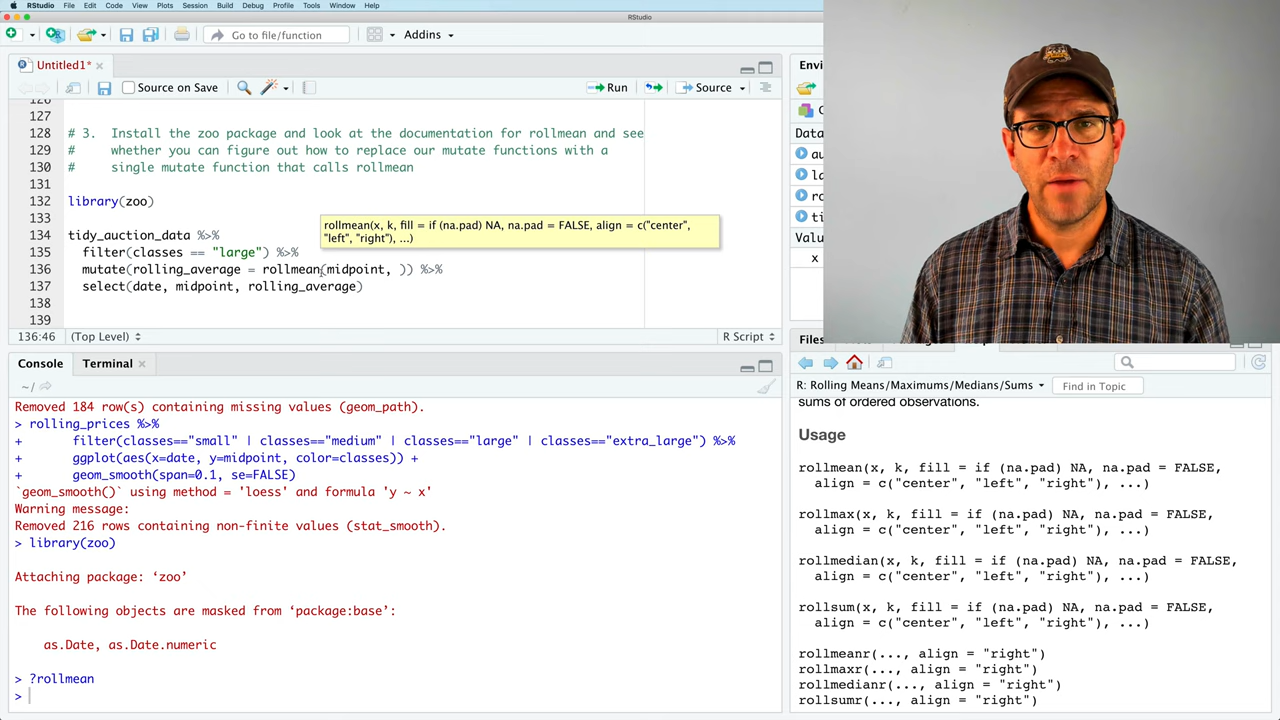 RStudio File Edit Code View Plots Session Build Debug Profile Tools Window Help
RStudio
Go to file/function Addins
Untitled1* Envi
Source on Save Run Source
126
127
128 # 3. Install the zoo package and look at the documentation for rollmean and see Data
129 # whether you can figure out how to replace our mutate functions with a au
130 # single mutate function that calls rollmean la
131
132 library(zoo) ro
133 ti
rollmean(x, k, fill = if (na.pad) NA, na.pad = FALSE, align = c("center",
"left", "right"), ...)
134 tidy_auction_data %>% Valu
135 filter(classes == "large") %>% x
136 mutate(rolling_average = rollmean(midpoint, )) %>%
137 select(date, midpoint, rolling_average)
138
139
136:46 (Top Level) R Script Files
Console Terminal
~/ R: Rolling Means/Maximums/Medians/Sums Find in Topic
Removed 184 row(s) containing missing values (geom_path).
> rolling_prices %>%
+ filter(classes=="small" | classes=="medium" | classes=="large" | classes=="extra_large") %>%
+ ggplot(aes(x=date, y=midpoint, color=classes)) +
+ geom_smooth(span=0.1, se=FALSE)
`geom_smooth()` using method = 'loess' and formula 'y ~ x'
Warning message:
Removed 216 rows containing non-finite values (stat_smooth).
> library(zoo)
Attaching package: ‘zoo’
The following objects are masked from ‘package:base’:
as.Date, as.Date.numeric
> ?rollmean
>
sums of ordered observations.
Usage
rollmean(x, k, fill = if (na.pad) NA, na.pad = FALSE,
align = c("center", "left", "right"), ...)
rollmax(x, k, fill = if (na.pad) NA, na.pad = FALSE,
align = c("center", "left", "right"), ...)
rollmedian(x, k, fill = if (na.pad) NA, na.pad = FALSE,
align = c("center", "left", "right"), ...)
rollsum(x, k, fill = if (na.pad) NA, na.pad = FALSE,
align = c("center", "left", "right"), ...)
rollmeanr(..., align = "right")
rollmaxr(..., align = "right")
rollmedianr(..., align = "right")
rollsumr(..., align = "right")